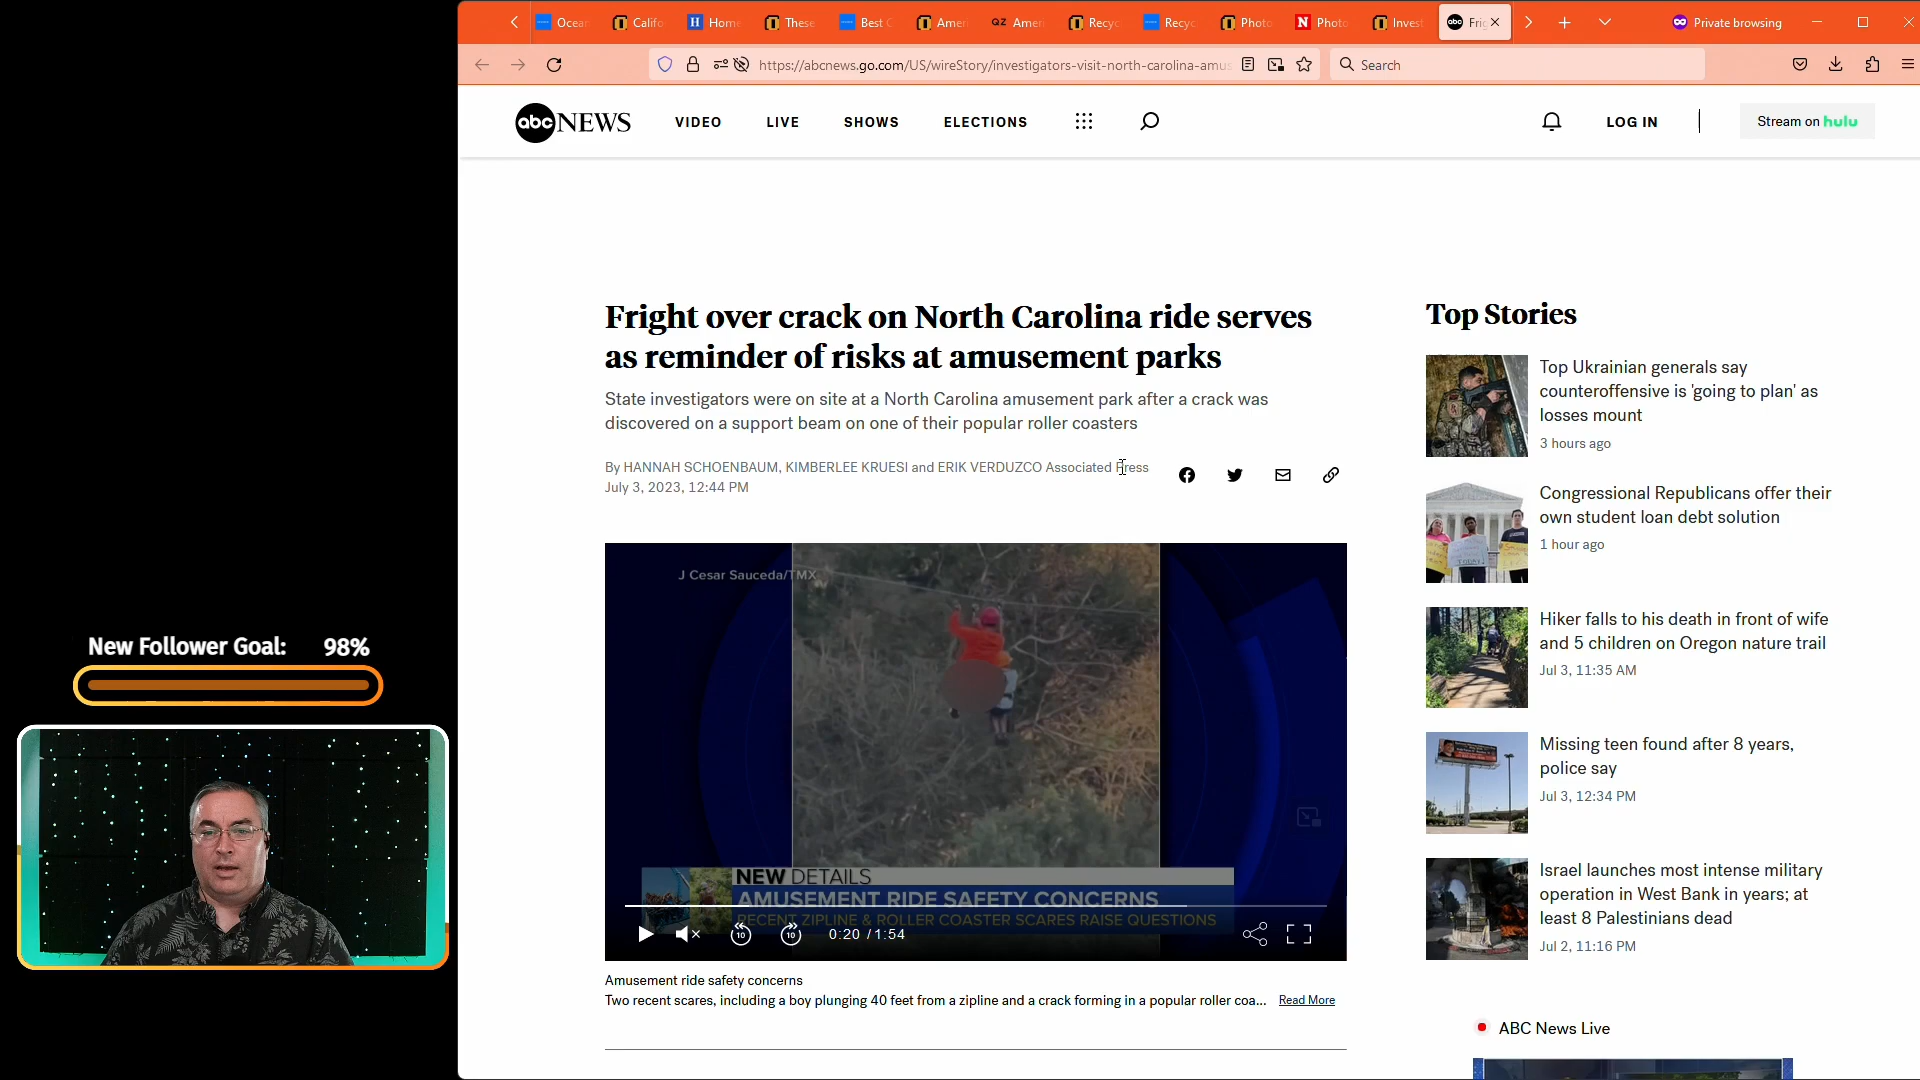 Ocean
Califo
H Home
These
Best C
Amer
QZ Amer
Recyc
Recyc
Photo
N Photo
Invest
abc Frig
Private browsing
https://abcnews.go.com/US/wireStory/investigators-visit-north-carolina-amus
Search
abc NEWS
VIDEO
LIVE
SHOWS
ELECTIONS
LOG IN
Stream on hulu
Fright over crack on North Carolina ride serves
as reminder of risks at amusement parks
State investigators were on site at a North Carolina amusement park after a crack was
discovered on a support beam on one of their popular roller coasters
By HANNAH SCHOENBAUM, KIMBERLEE KRUESI and ERIK VERDUZCO Associated Press
July 3, 2023, 12:44 PM
J Cesar Sauceda/TMX
NEW DETAILS
AMUSEMENT RIDE SAFETY CONCERNS
RECENT ZIPLINE & ROLLER COASTER SCARES RAISE QUESTIONS
10
10
0:20 / 1:54
Amusement ride safety concerns
Two recent scares, including a boy plunging 40 feet from a zipline and a crack forming in a popular roller coa... Read More
Top Stories
Top Ukrainian generals say
counteroffensive is 'going to plan' as
losses mount
3 hours ago
Congressional Republicans offer their
own student loan debt solution
1 hour ago
Hiker falls to his death in front of wife
and 5 children on Oregon nature trail
Jul 3, 11:35 AM
Missing teen found after 8 years,
police say
Jul 3, 12:34 PM
Israel launches most intense military
operation in West Bank in years; at
least 8 Palestinians dead
Jul 2, 11:16 PM
ABC News Live
New Follower Goal: 98%